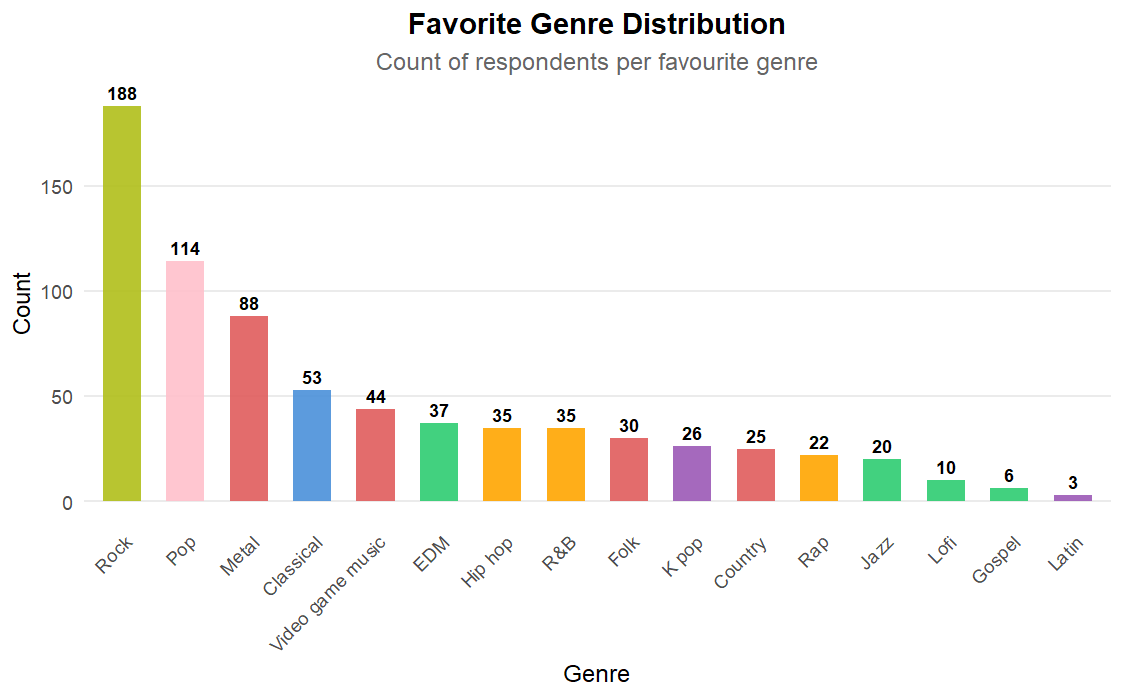 Favorite Genre Distribution
Count of respondents per favourite genre
188
114
88
53
44
37
35
35
30
26
25
22
20
10
6
3
150
100
50
0
Count
Rock
Pop
Metal
Classical
Video game music
EDM
Hip hop
R&B
Folk
K pop
Country
Rap
Jazz
Lofi
Gospel
Latin
Genre